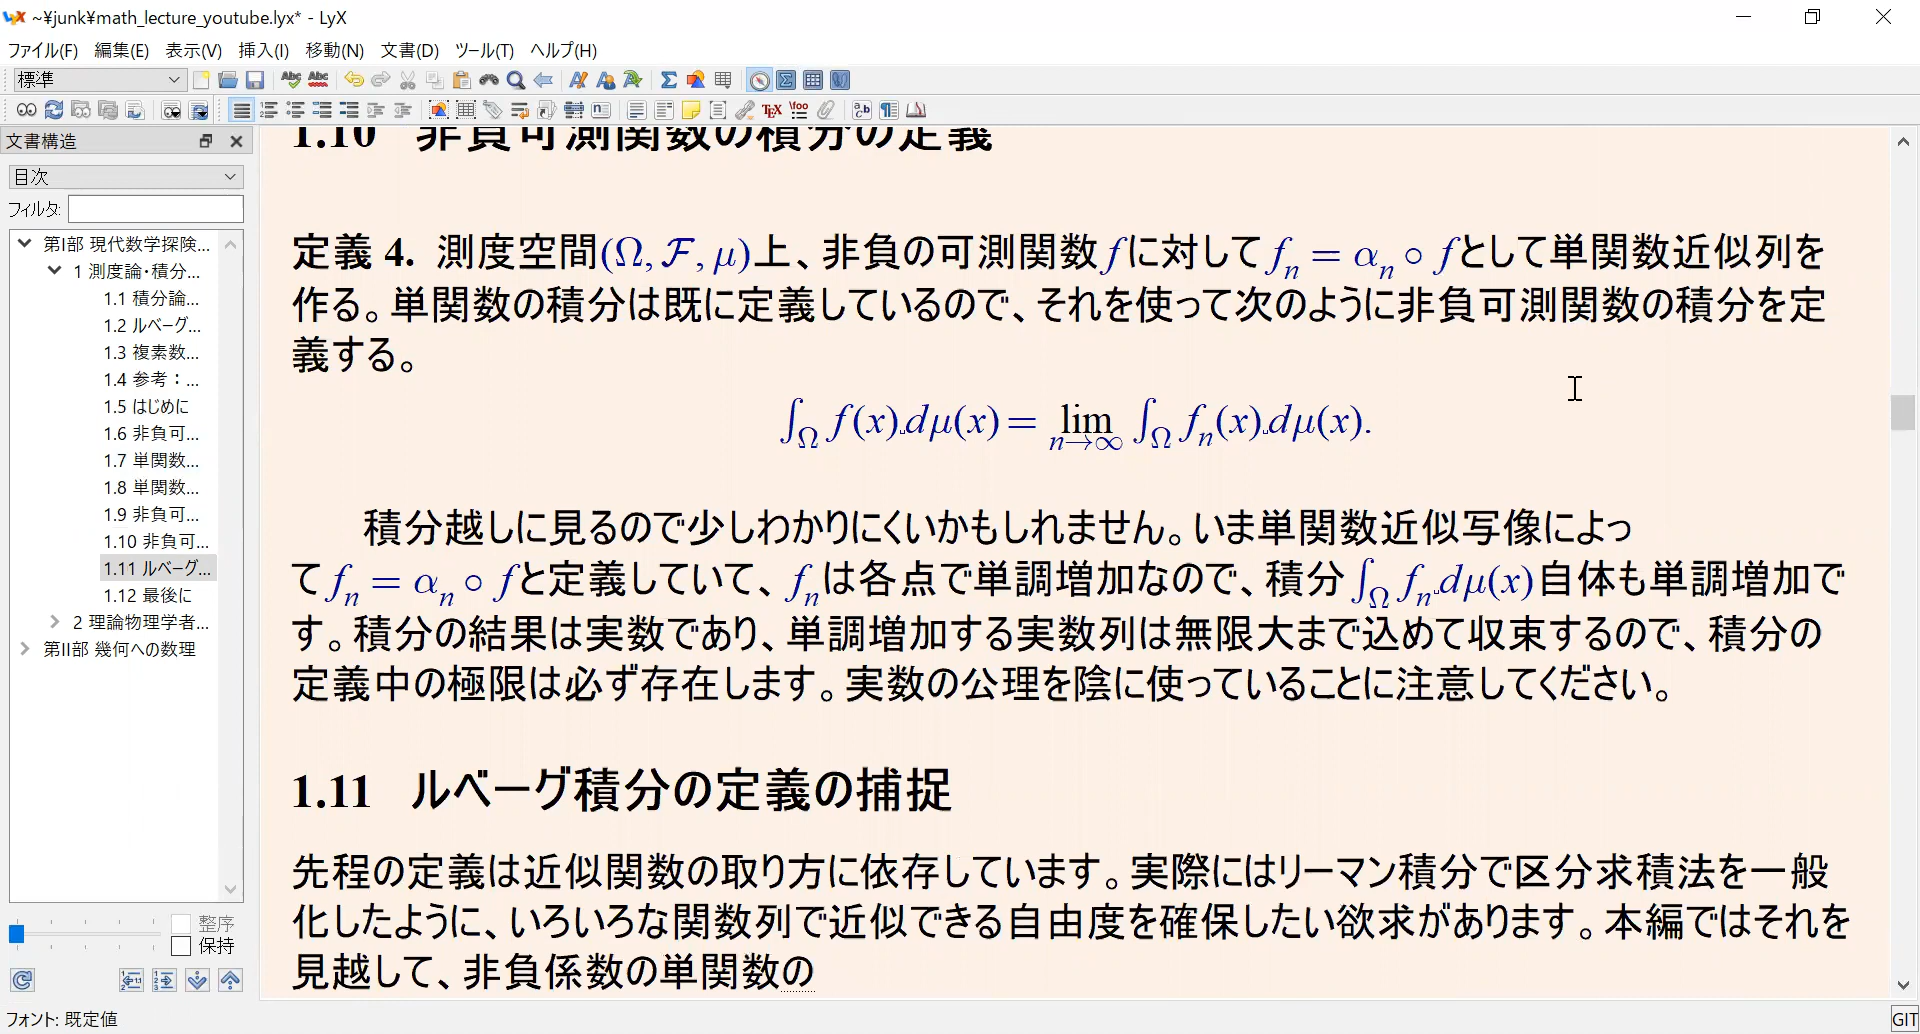 ~¥junk¥math_lecture_youtube.lyx* - LyX
ファイル(F) 編集(E) 表示(V) 挿入(I) 移動(N) 文書(D) ツール(T) ヘルプ(H)
標準
文書構造
目次
フィルタ:
第I部 現代数学探険...
1 測度論・積分...
1.1 積分論...
1.2 ルベーグ...
1.3 複素数...
1.4 参考：...
1.5 はじめに
1.6 非負可...
1.7 単関数...
1.8 単関数...
1.9 非負可...
1.10 非負可...
1.11 ルベーグ...
1.12 最後に
2 理論物理学者...
第II部 幾何への数理
整序
保持
フォント: 既定値
GIT
1.10 非負可測関数の積分の定義
定義 4. 測度空間(Ω, ℱ, μ)上、非負の可測関数fに対してf_n = α_n ∘ fとして単関数近似列を
作る。単関数の積分は既に定義しているので、それを使って次のように非負可測関数の積分を定
義する。
∫_Ω f(x) dμ(x) = lim_{n→∞} ∫_Ω f_n(x) dμ(x).
積分越しに見るので少しわかりにくいかもしれません。いま単関数近似写像によっ
てf_n = α_n ∘ fと定義していて、f_nは各点で単調増加なので、積分∫_Ω f_n dμ(x)自体も単調増加で
す。積分の結果は実数であり、単調増加する実数列は無限大まで込めて収束するので、積分の
定義中の極限は必ず存在します。実数の公理を陰に使っていることに注意してください。
1.11 ルベーグ積分の定義の捕捉
先程の定義は近似関数の取り方に依存しています。実際にはリーマン積分で区分求積法を一般
化したように、いろいろな関数列で近似できる自由度を確保したい欲求があります。本編ではそれを
見越して、非負係数の単関数の